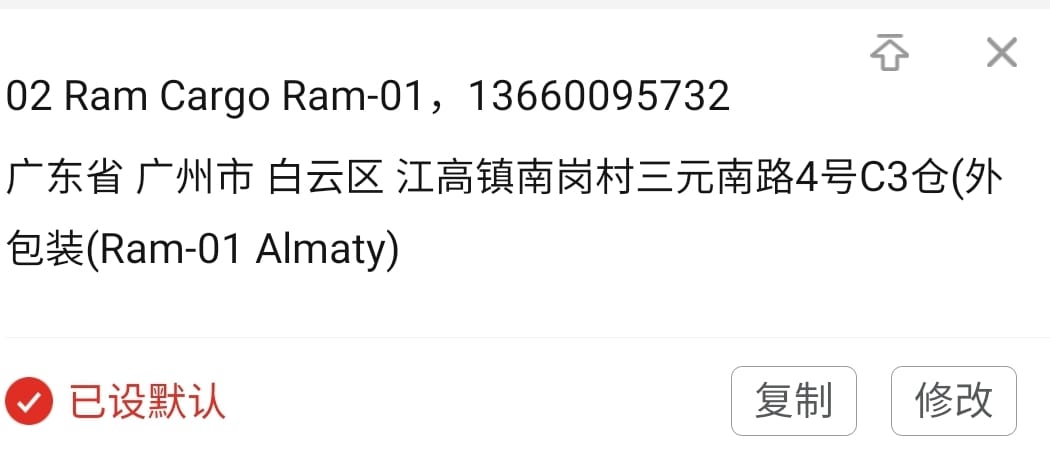 02 Ram Cargo Ram-01，13660095732
广东省 广州市 白云区 江高镇南岗村三元南路4号C3仓(外
包装(Ram-01 Almaty)
已设默认
复制
修改